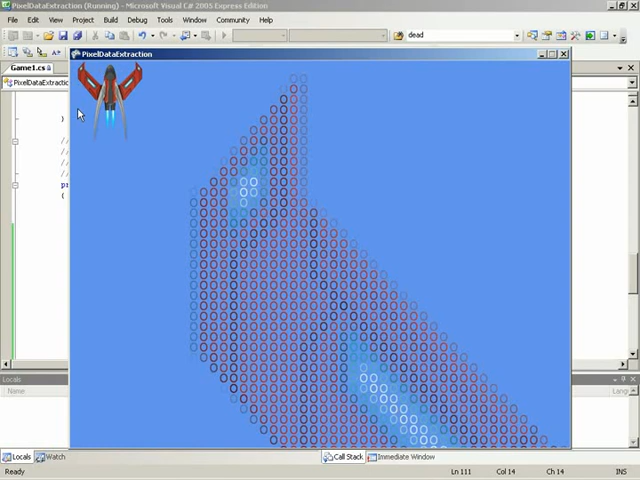 PixelDataExtraction (Running) - Microsoft Visual C# 2005 Express Edition
File Edit View Project Build Debug Tools Window Community Help
dead
Game1.cs
PixelDataExtraction
PixelDataExtraction
}
//
//
//
//
pr
{
Locals
Name
Lang
Locals Watch
Call Stack Immediate Window
Ready Ln 111 Col 14 Ch 14 INS